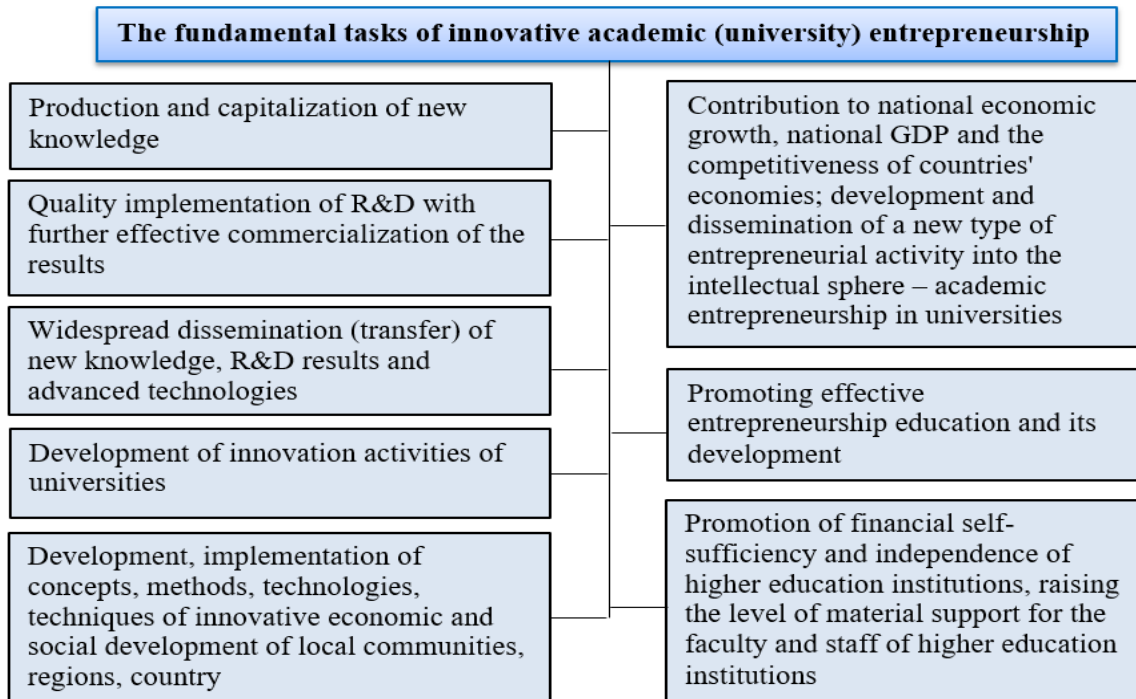 The fundamental tasks of innovative academic (university) entrepreneurship
Production and capitalization of new
knowledge
Quality implementation of R&D with
further effective commercialization of the
results
Widespread dissemination (transfer) of
new knowledge, R&D results and
advanced technologies
Development of innovation activities of
universities
Development, implementation of
concepts, methods, technologies,
techniques of innovative economic and
social development of local communities,
regions, country
Contribution to national economic
growth, national GDP and the
competitiveness of countries'
economies; development and
dissemination of a new type of
entrepreneurial activity into the
intellectual sphere – academic
entrepreneurship in universities
Promoting effective
entrepreneurship education and its
development
Promotion of financial self-
sufficiency and independence of
higher education institutions, raising
the level of material support for the
faculty and staff of higher education
institutions